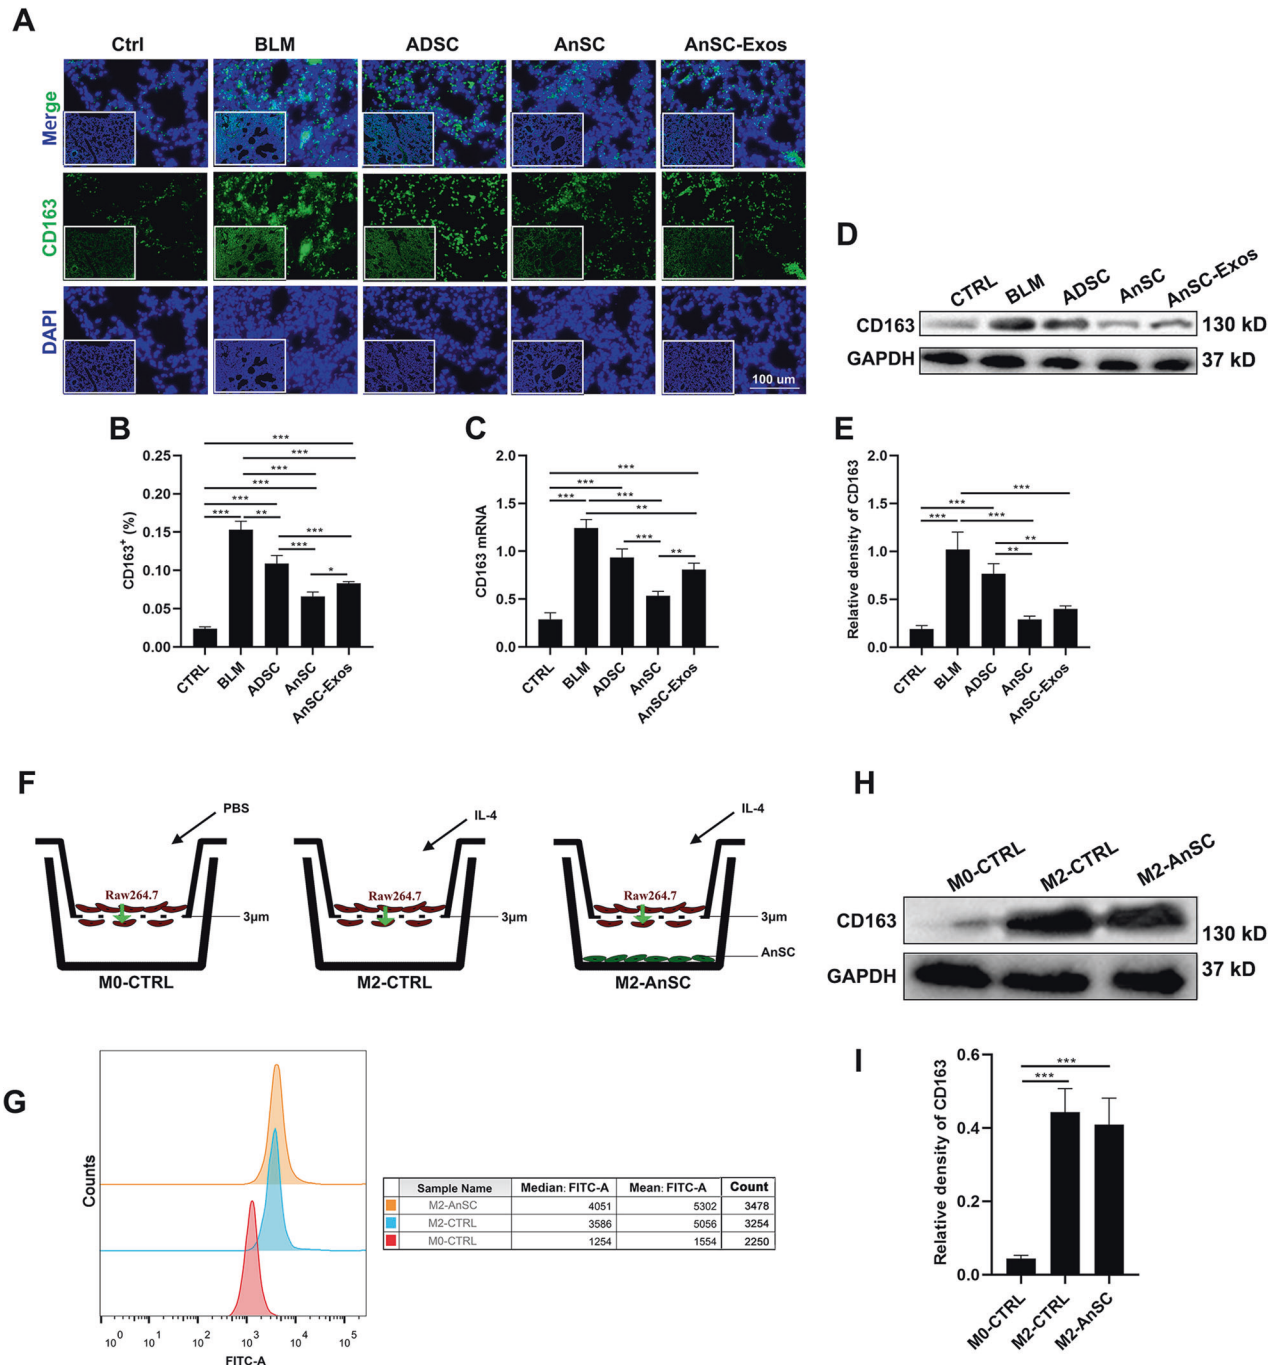 A
Ctrl BLM ADSC AnSC AnSC-Exos
Merge
CD163
DAPI
100 um
D
CTRL BLM ADSC AnSC AnSC-Exos
CD163 130 kD
GAPDH 37 kD
B
CD163+ (%)
0.25
0.20
0.15
0.10
0.05
0.00
***
***
***
***
***
*** **
***
***
*
CTRL BLM ADSC AnSC AnSC-Exos
C
CD163 mRNA
2.0
1.5
1.0
0.5
0.0
***
***
*** ***
**
***
**
CTRL BLM ADSC AnSC AnSC-Exos
E
Relative density of CD163
2.0
1.5
1.0
0.5
0.0
***
***
*** ***
**
**
CTRL BLM ADSC AnSC AnSC-Exos
F
PBS
Raw264.7
3µm
M0-CTRL
IL-4
Raw264.7
3µm
M2-CTRL
IL-4
Raw264.7
3µm
AnSC
M2-AnSC
H
M0-CTRL M2-CTRL M2-AnSC
CD163 130 kD
GAPDH 37 kD
G
Counts
10^0 10^1 10^2 10^3 10^4 10^5
FITC-A
Sample Name Median: FITC-A Mean: FITC-A Count
M2-AnSC 4051 5302 3478
M2-CTRL 3586 5056 3254
M0-CTRL 1254 1554 2250
I
Relative density of CD163
0.6
0.4
0.2
0.0
***
***
M0-CTRL M2-CTRL M2-AnSC